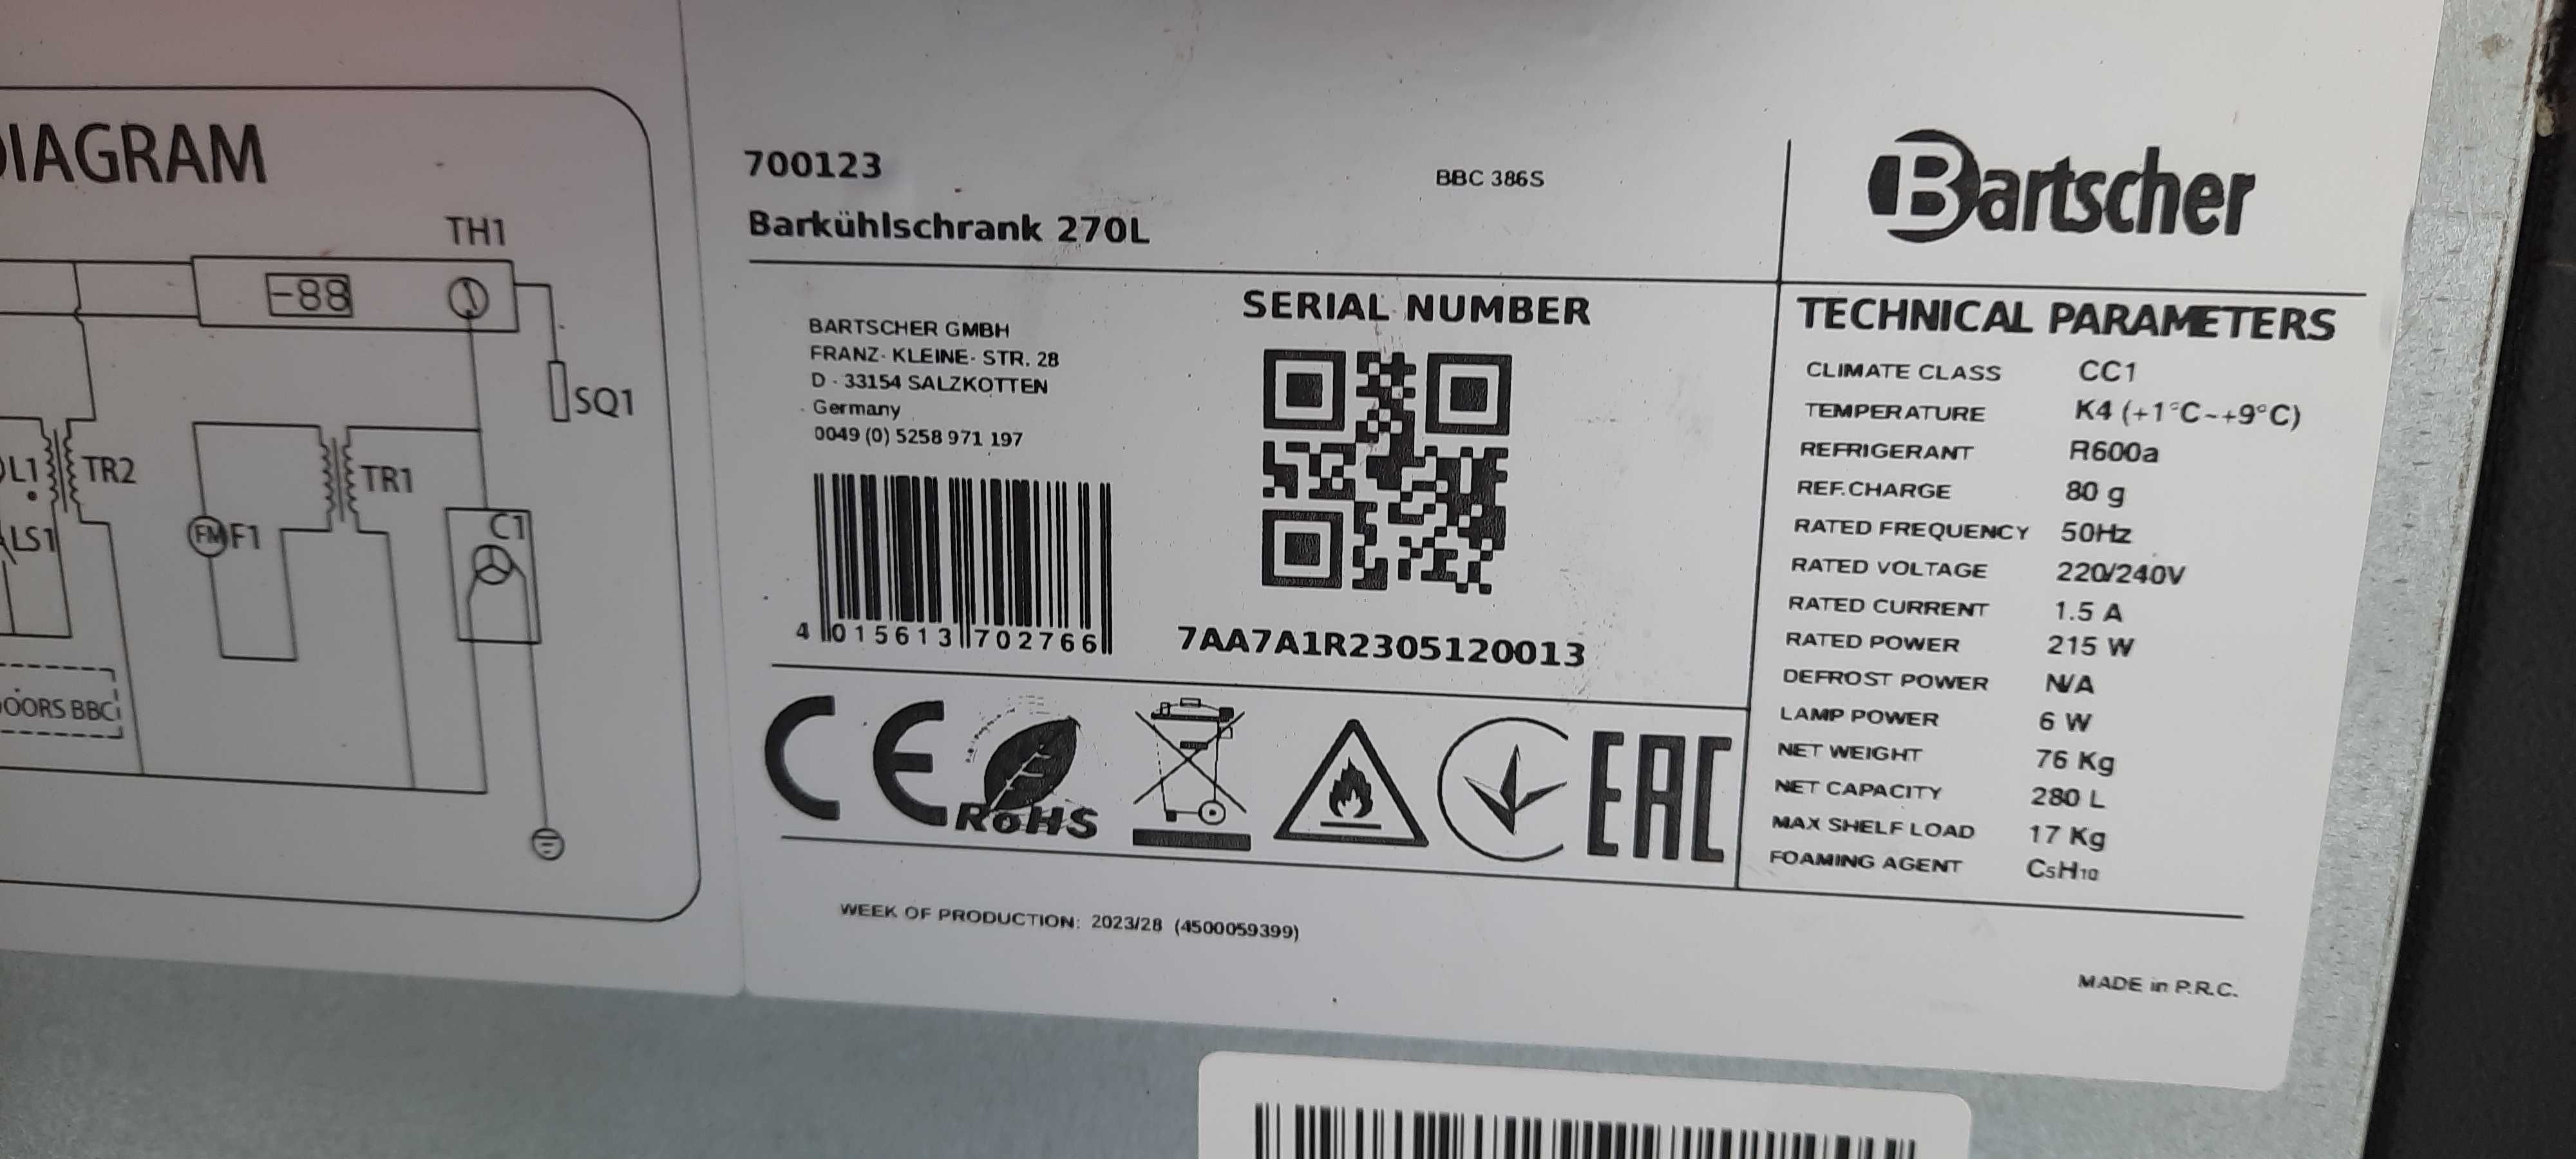 DIAGRAM
TH1
-88
SQ1
L1
TR2
TR1
LS1
FM
F1
C1
OORS BBC
700123
BBC 386S
Barkühlschrank 270L
BARTSCHER GMBH
FRANZ- KLEINE- STR. 28
D - 33154 SALZKOTTEN
Germany
0049 (0) 5258 971 197
4 015613 702766
SERIAL NUMBER
7AA7A1R2305120013
CE
RoHS
EAC
WEEK OF PRODUCTION: 2023/28 (4500059399)
Bartscher
TECHNICAL PARAMETERS
CLIMATE CLASS CC1
TEMPERATURE K4 (+1°C~+9°C)
REFRIGERANT R600a
REF.CHARGE 80 g
RATED FREQUENCY 50Hz
RATED VOLTAGE 220/240V
RATED CURRENT 1.5 A
RATED POWER 215 W
DEFROST POWER N/A
LAMP POWER 6 W
NET WEIGHT 76 Kg
NET CAPACITY 280 L
MAX SHELF LOAD 17 Kg
FOAMING AGENT C5H10
MADE in P.R.C.